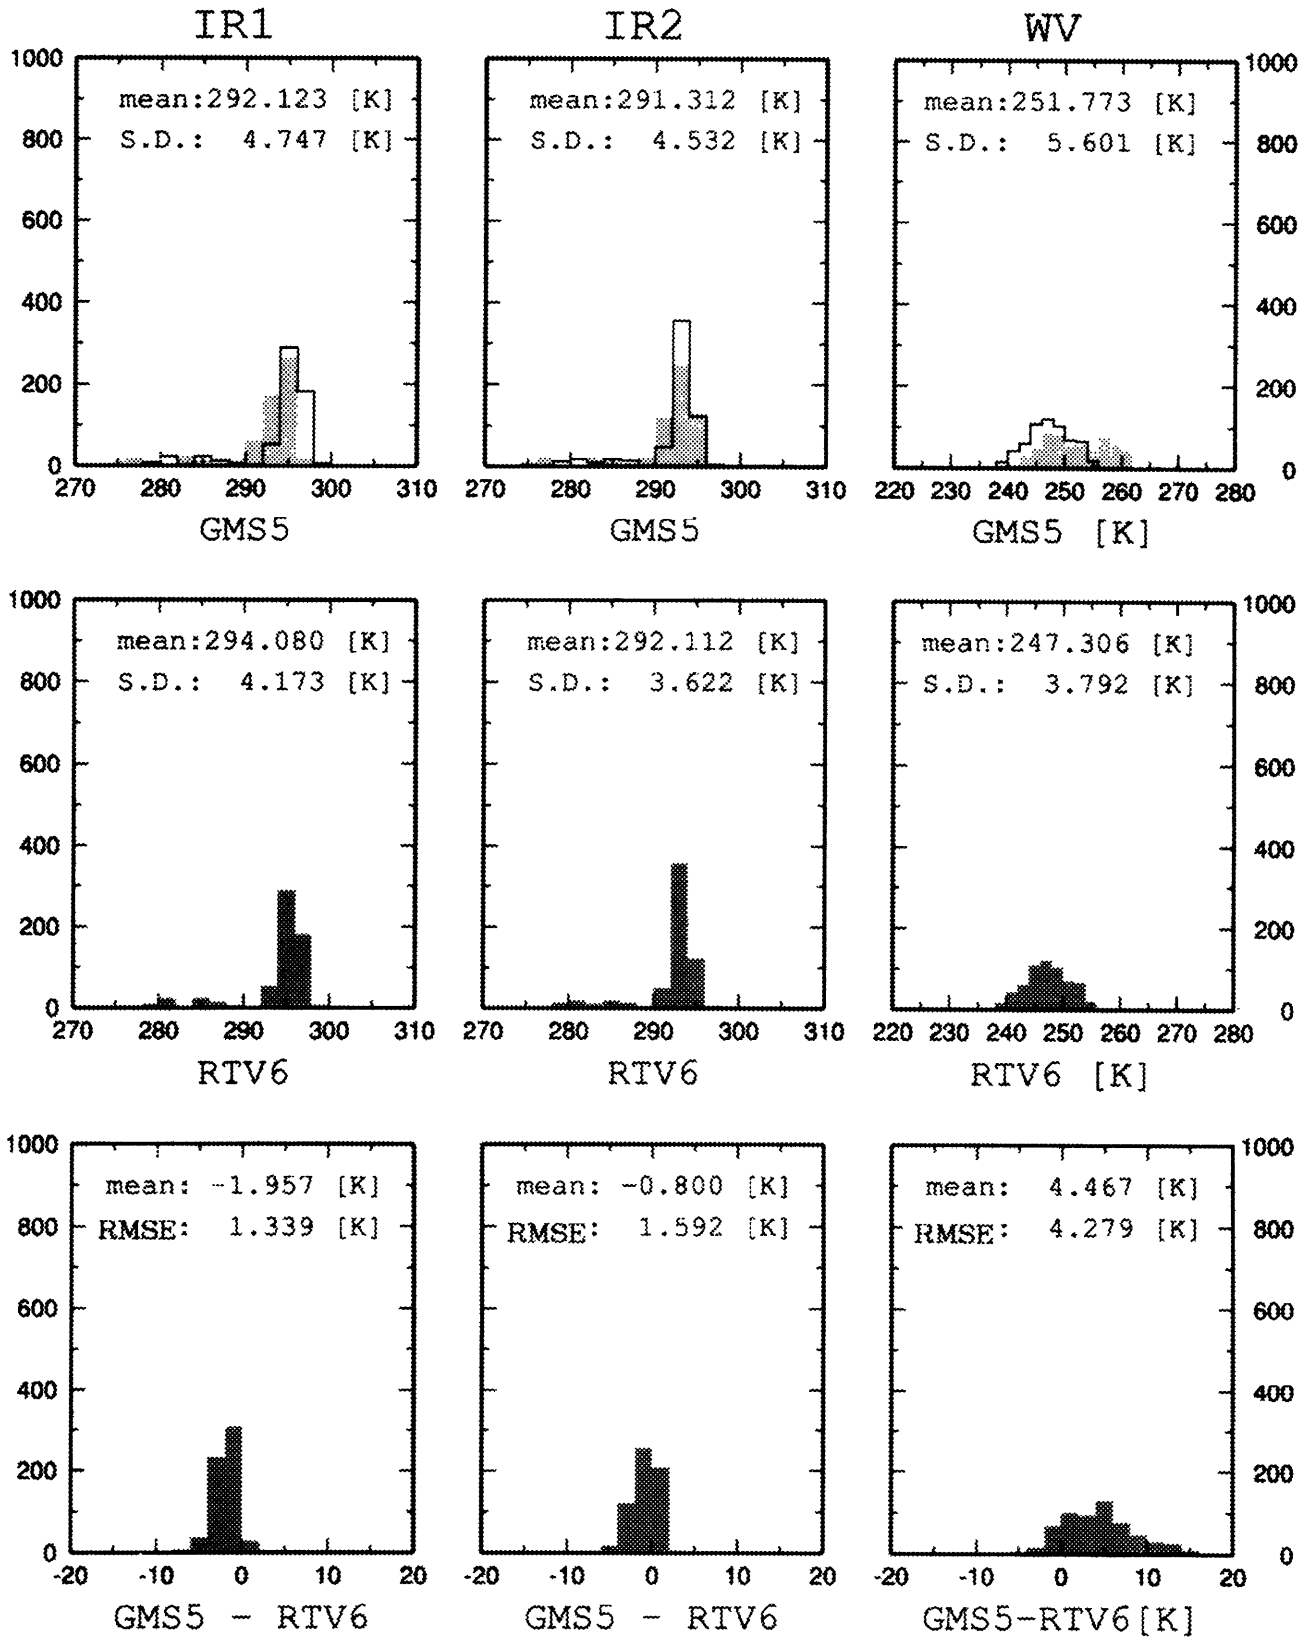 IR1 IR2 WV
1000 1000
mean:292.123 [K] mean:291.312 [K] mean:251.773 [K]
800 S.D.: 4.747 [K] S.D.: 4.532 [K] S.D.: 5.601 [K] 800
600 600
400 400
200 200
0 0
270 280 290 300 310 270 280 290 300 310 220 230 240 250 260 270 280
GMS5 GMS5 GMS5 [K]
1000 1000
mean:294.080 [K] mean:292.112 [K] mean:247.306 [K]
800 S.D.: 4.173 [K] S.D.: 3.622 [K] S.D.: 3.792 [K] 800
600 600
400 400
200 200
0 0
270 280 290 300 310 270 280 290 300 310 220 230 240 250 260 270 280
RTV6 RTV6 RTV6 [K]
1000 1000
mean: -1.957 [K] mean: -0.800 [K] mean: 4.467 [K]
800 RMSE: 1.339 [K] RMSE: 1.592 [K] RMSE: 4.279 [K] 800
600 600
400 400
200 200
0 0
-20 -10 0 10 20 -20 -10 0 10 20 -20 -10 0 10 20
GMS5 - RTV6 GMS5 - RTV6 GMS5-RTV6[K]